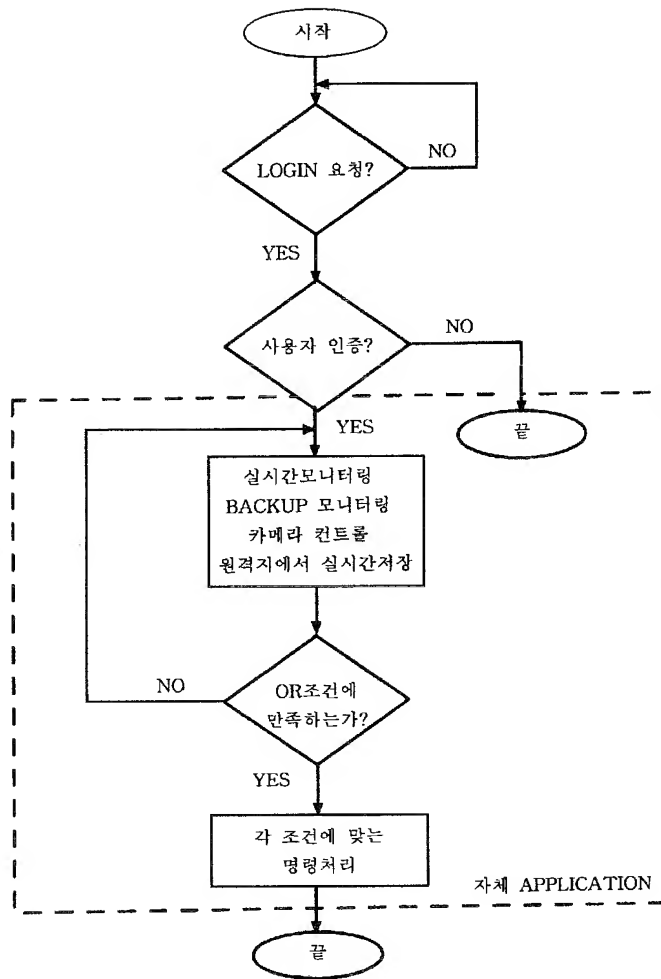 시작
NO
LOGIN 요청?
YES
NO
사용자 인증?
YES
끝
실시간모니터링
BACKUP 모니터링
카메라 컨트롤
원격지에서 실시간저장
NO
OR조건에
만족하는가?
YES
각 조건에 맞는
명령처리
자체 APPLICATION
끝